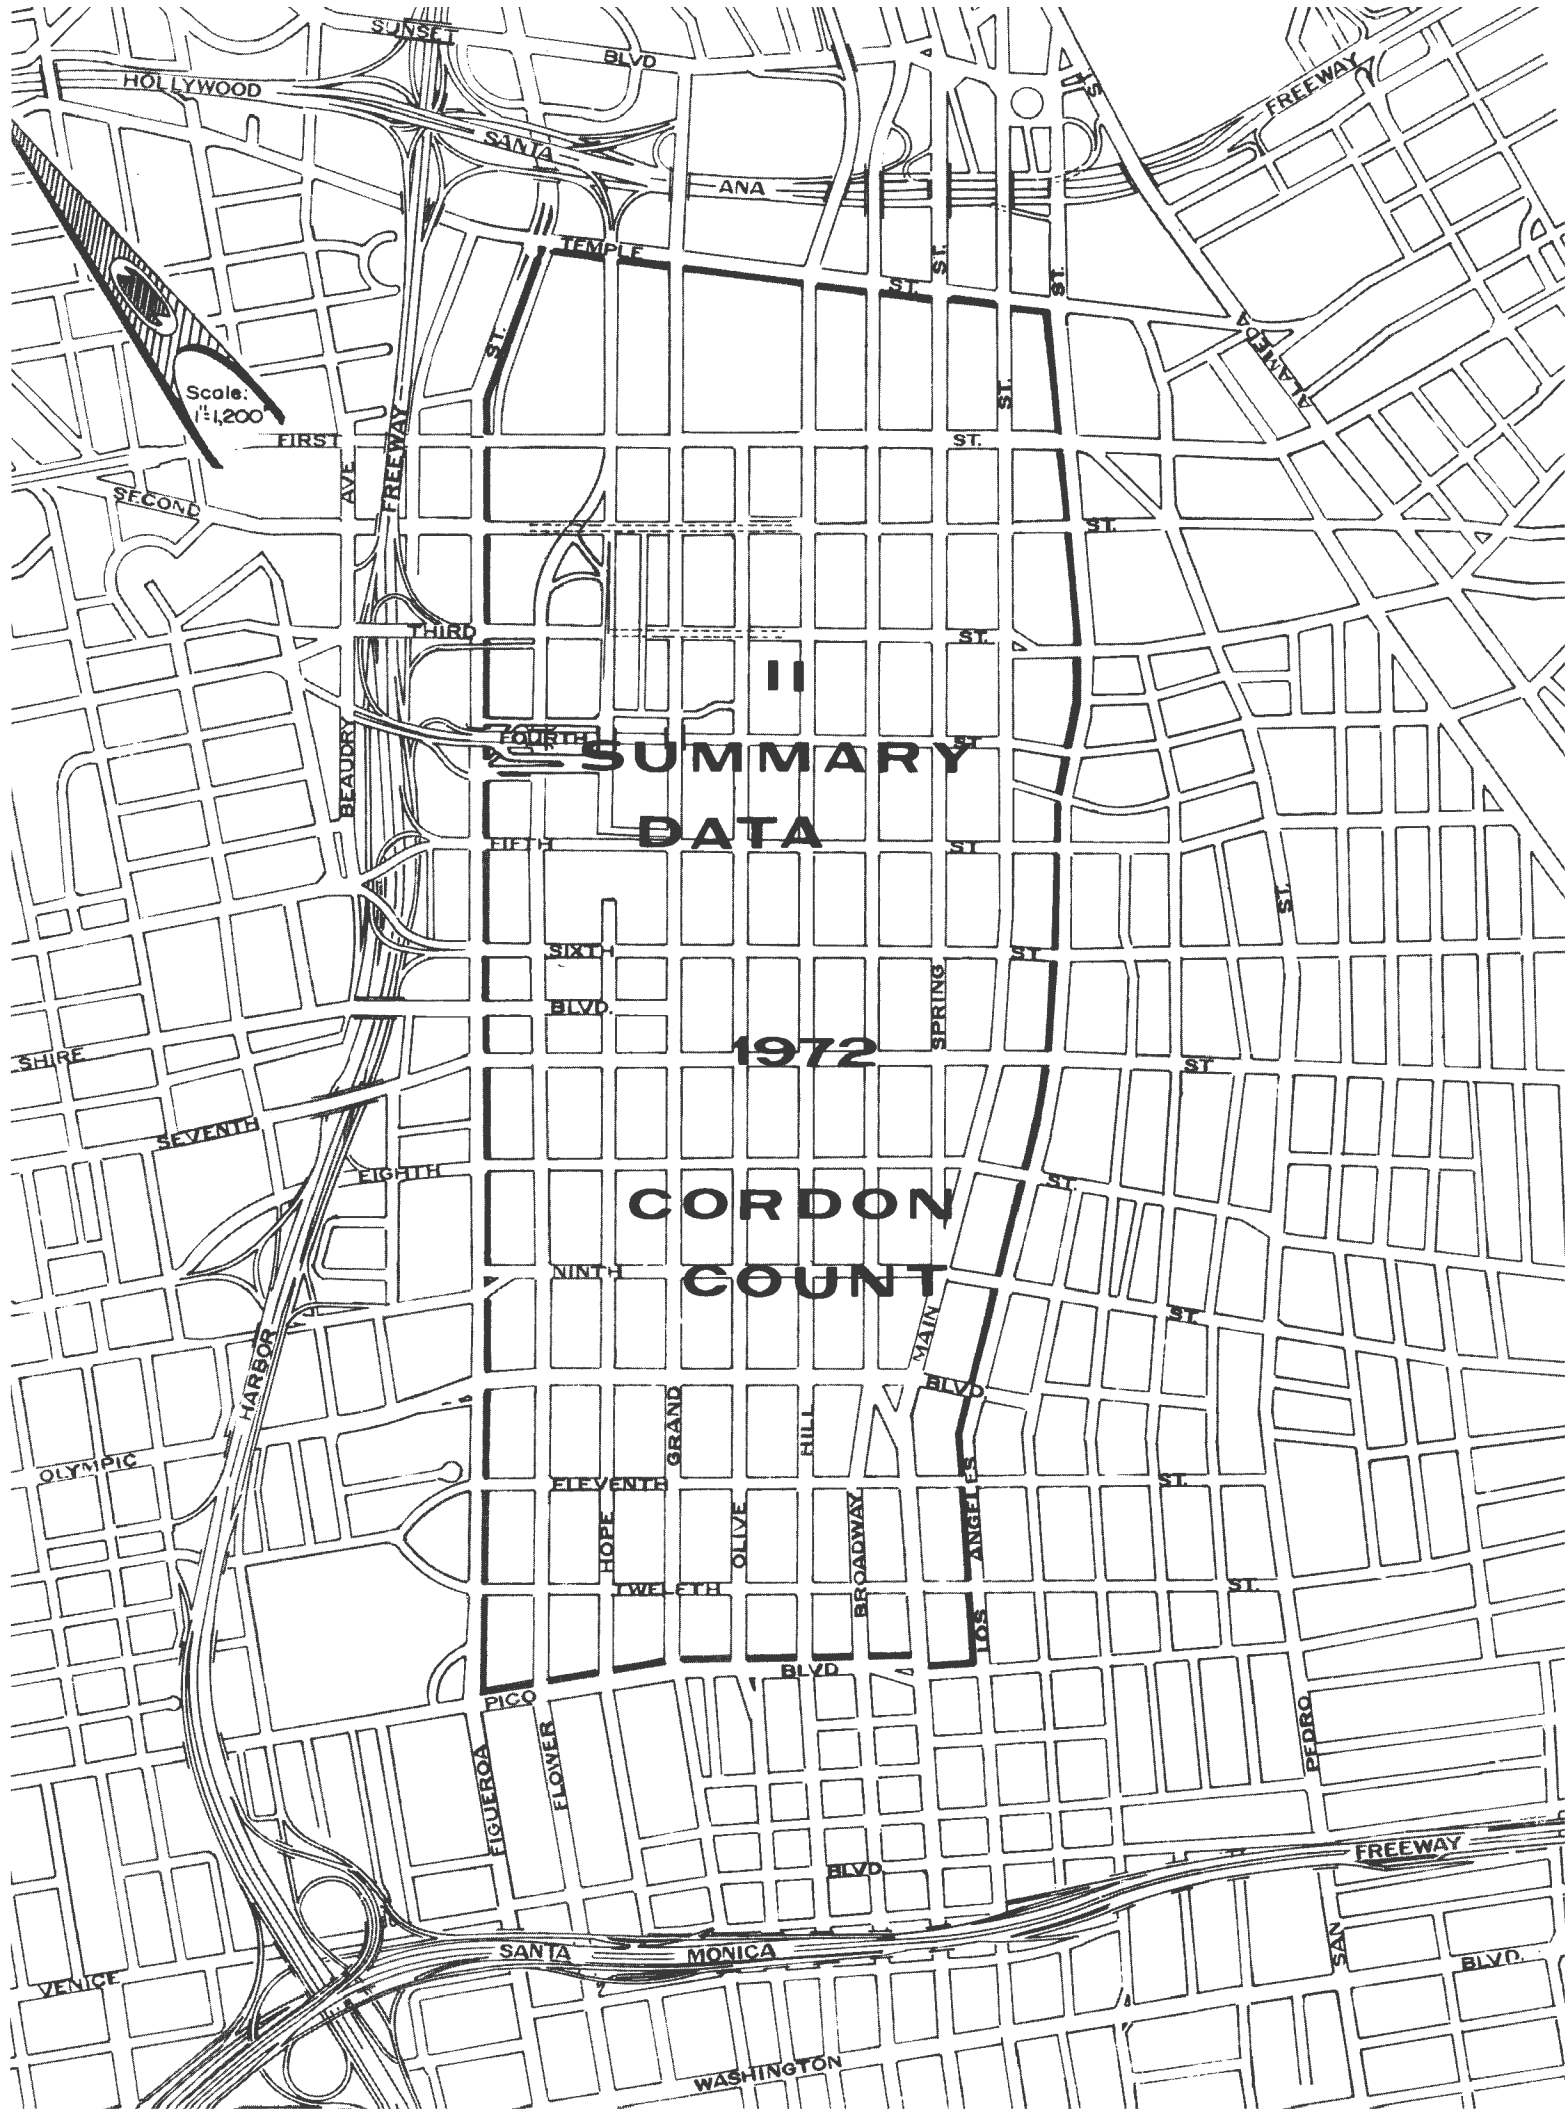 SUNSET
BLVD
HOLLYWOOD
FREEWAY
SANTA
ANA
TEMPLE
ST.
ST.
ST.
ST.
ALAMEDA
Scale:
1"=1,200'
ST.
FIRST
ST.
AVE
FREEWAY
SECOND
ST.
THIRD
ST.
II
FOURTH
ST.
SUMMARY
BEAUDRY
DATA
FIFTH
ST.
ST.
SIXTH
ST.
BLVD.
SPRING
1972
SHIRE
ST.
SEVENTH
EIGHTH
ST.
CORDON
NINTH
COUNT
ST.
MAIN
HARBOR
BLVD.
GRAND
HILL
OLYMPIC
ELEVENTH
ST.
HOPE
OLIVE
BROADWAY
LOS ANGELES
TWELFTH
ST.
BLVD
PICO
FIGUEROA
FLOWER
SAN PEDRO
BLVD.
FREEWAY
SANTA
MONICA
VENICE
BLVD.
WASHINGTON